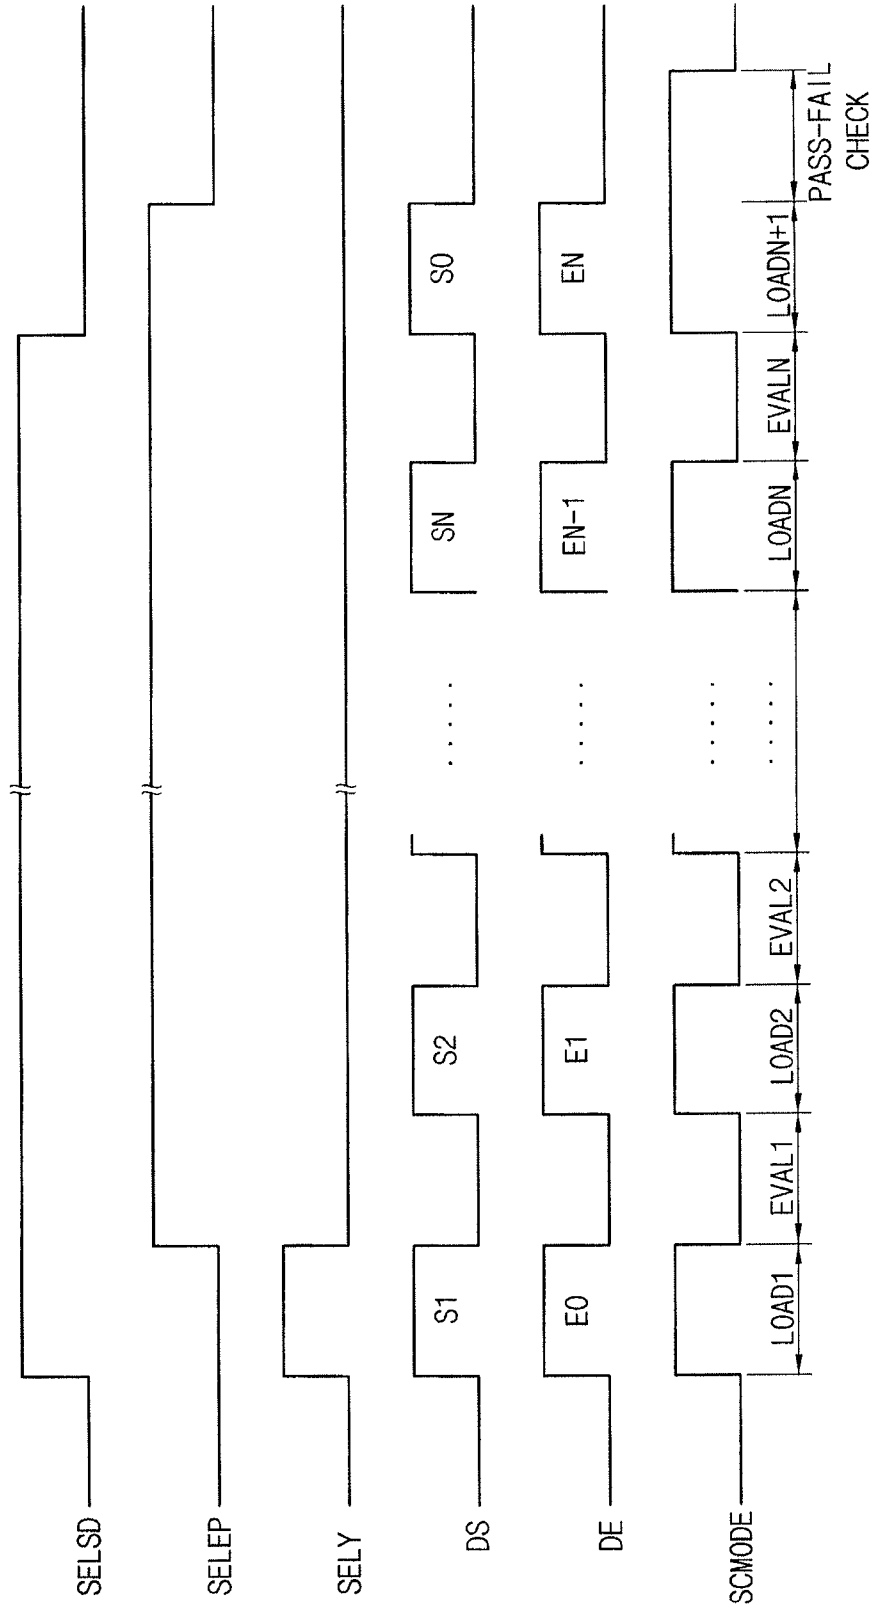 SELSD
SELEP
SELY
DS S1 S2 ..... SN S0
DE E0 E1 ..... EN-1 EN
SCMODE .....
LOAD1 EVAL1 LOAD2 EVAL2 ..... LOADN EVALN LOADN+1 PASS-FAIL
CHECK